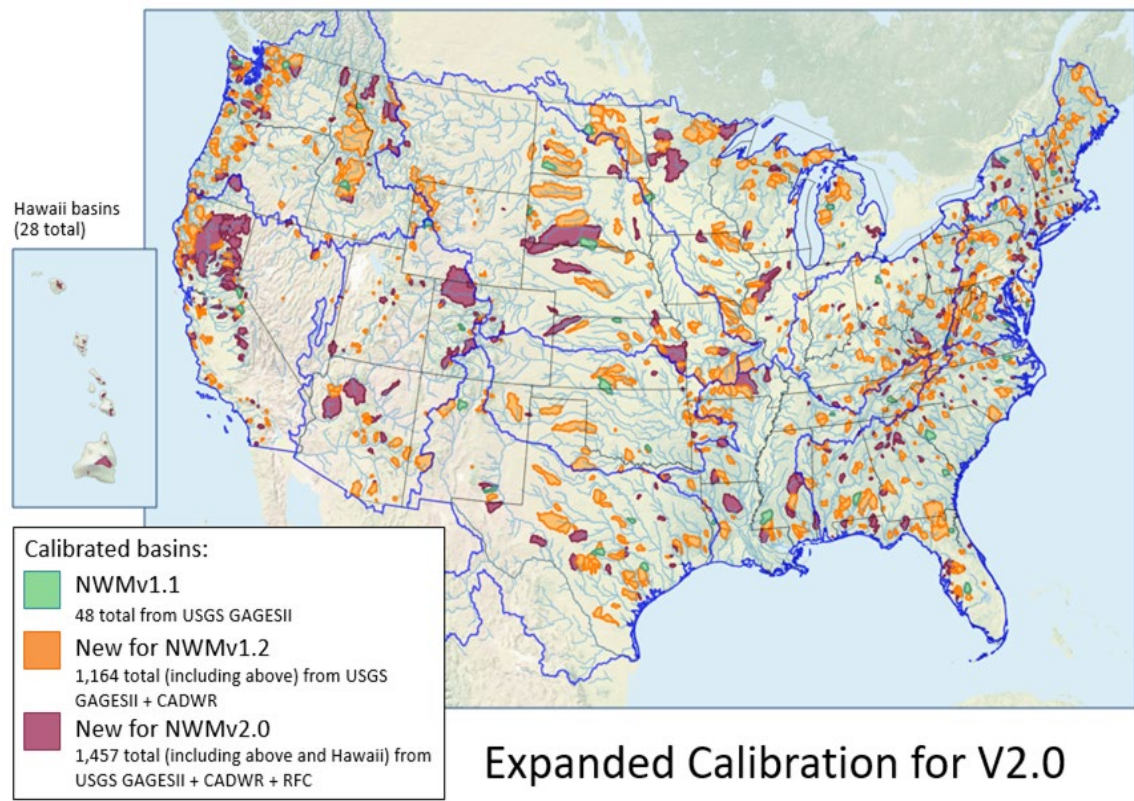 Hawaii basins
(28 total)
Calibrated basins:
NWMv1.1
48 total from USGS GAGESII
New for NWMv1.2
1,164 total (including above) from USGS
GAGESII + CADWR
New for NWMv2.0
1,457 total (including above and Hawaii) from
USGS GAGESII + CADWR + RFC
Expanded Calibration for V2.0